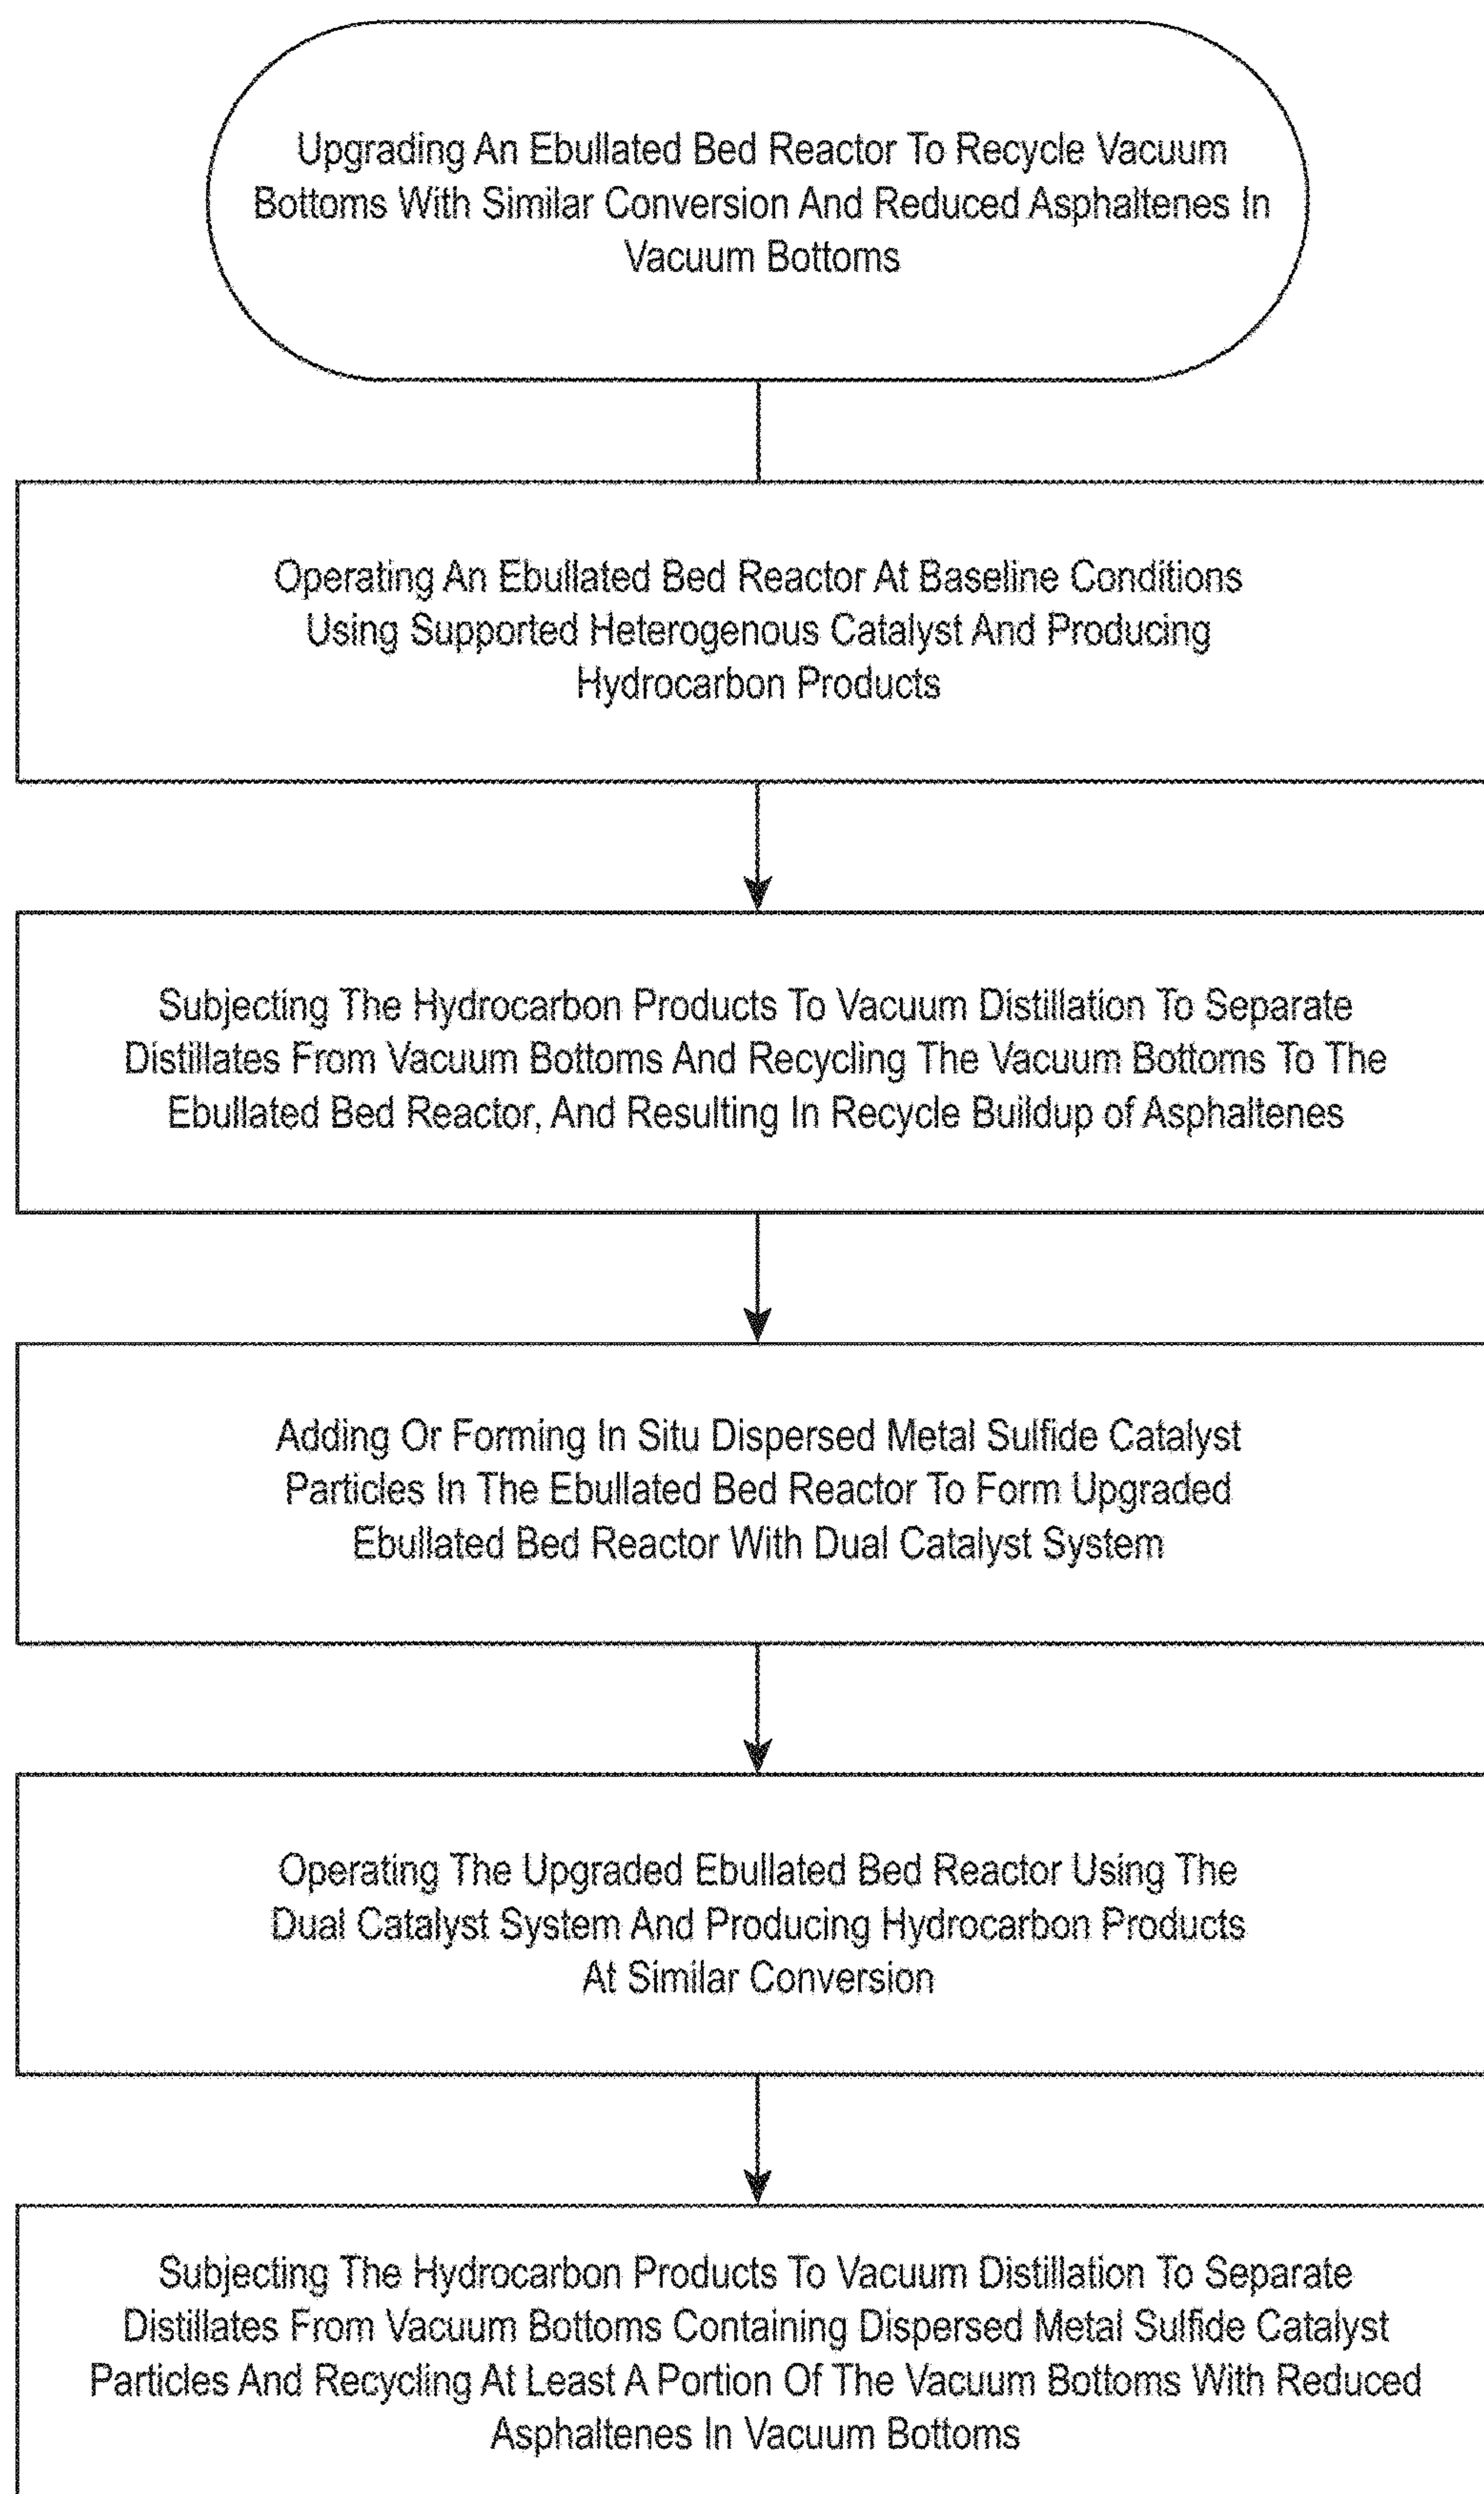 Upgrading An Ebullated Bed Reactor To Recycle Vacuum
Bottoms With Similar Conversion And Reduced Asphaltenes In
Vacuum Bottoms
Operating An Ebullated Bed Reactor At Baseline Conditions
Using Supported Heterogenous Catalyst And Producing
Hydrocarbon Products
Subjecting The Hydrocarbon Products To Vacuum Distillation To Separate
Distillates From Vacuum Bottoms And Recycling The Vacuum Bottoms To The
Ebullated Bed Reactor, And Resulting In Recycle Buildup of Asphaltenes
Adding Or Forming In Situ Dispersed Metal Sulfide Catalyst
Particles In The Ebullated Bed Reactor To Form Upgraded
Ebullated Bed Reactor With Dual Catalyst System
Operating The Upgraded Ebullated Bed Reactor Using The
Dual Catalyst System And Producing Hydrocarbon Products
At Similar Conversion
Subjecting The Hydrocarbon Products To Vacuum Distillation To Separate
Distillates From Vacuum Bottoms Containing Dispersed Metal Sulfide Catalyst
Particles And Recycling At Least A Portion Of The Vacuum Bottoms With Reduced
Asphaltenes In Vacuum Bottoms